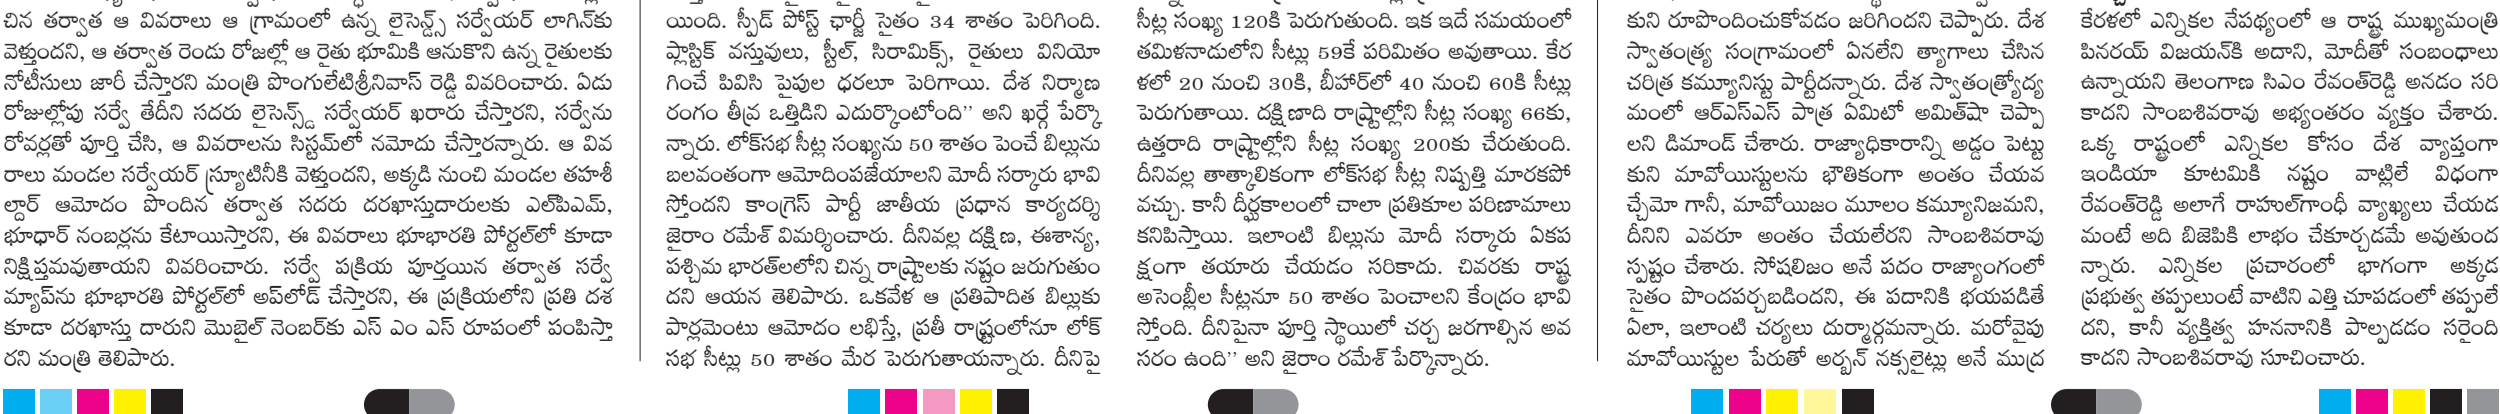 చిన తర్వాత ఆ వివరాలు ఆ గ్రామంలో ఉన్న లైసెన్డ్స్ సర్వేయర్ లాగిన్‌కు
వెళ్తుందని, ఆ తర్వాత రెండు రోజుల్లో ఆ రైతు భూమికి ఆనుకొని ఉన్న రైతులకు
నోటీసులు జారీ చేస్తారని మంత్రి పొంగులేటిశ్రీనివాస్ రెడ్డి వివరించారు. ఏడు
రోజుల్లోపు సర్వే తేదీని సదరు లైసెన్స్డ్ సర్వేయర్ ఖరారు చేస్తారని, సర్వేను
రోవర్లతో పూర్తి చేసి, ఆ వివరాలను సిస్టమ్‌లో నమోదు చేస్తారన్నారు. ఆ వివ
రాలు మండల సర్వేయర్ స్క్రూటినీకి వెళ్తుందని, అక్కడి నుంచి మండల తహశీ
ల్దార్ ఆమోదం పొందిన తర్వాత సదరు దరఖాస్తుదారులకు ఎల్‌పిఎమ్,
భూధార్ నంబర్లను కేటాయిస్తారని, ఈ వివరాలు భూభారతి పోర్టల్‌లో కూడా
నిక్షిప్తమవుతాయని వివరించారు. సర్వే పక్రియ పూర్తయిన తర్వాత సర్వే
మ్యాప్‌ను భూభారతి పోర్టల్‌లో అప్‌లోడ్ చేస్తారని, ఈ ప్రక్రియలోని ప్రతి దశ
కూడా దరఖాస్తు దారుని మొబైల్ నెంబర్‌కు ఎస్ ఎం ఎస్ రూపంలో పంపిస్తా
రని మంత్రి తెలిపారు.
యింది. స్పీడ్ పోస్ట్ ఛార్జీ సైతం 34 శాతం పెరిగింది.
ప్లాస్టిక్ వస్తువులు, స్టీల్, సిరామిక్స్, రైతులు వినియో
గించే పివిసి పైపుల ధరలూ పెరిగాయి. దేశ నిర్మాణ
రంగం తీవ్ర ఒత్తిడిని ఎదుర్కొంటోంది'' అని ఖర్గే పేర్కొ
న్నారు. లోక్‌సభ సీట్ల సంఖ్యను 50 శాతం పెంచే బిల్లును
బలవంతంగా ఆమోదింపజేయాలని మోదీ సర్కారు భావి
స్తోందని కాంగ్రెస్ పార్టీ జాతీయ ప్రధాన కార్యదర్శి
జైరాం రమేశ్ విమర్శించారు. దీనివల్ల దక్షిణ, ఈశాన్య,
పశ్చిమ భారత్‌లలోని చిన్న రాష్ట్రాలకు నష్టం జరుగుతుం
దని ఆయన తెలిపారు. ఒకవేళ ఆ ప్రతిపాదిత బిల్లుకు
పార్లమెంటు ఆమోదం లభిస్తే, ప్రతీ రాష్ట్రంలోనూ లోక్
సభ సీట్లు 50 శాతం మేర పెరుగుతాయన్నారు. దీనిపై
సీట్ల సంఖ్య 120కి పెరుగుతుంది. ఇక ఇదే సమయంలో
తమిళనాడులోని సీట్లు 59కే పరిమితం అవుతాయి. కేర
ళలో 20 నుంచి 30కి, బీహార్‌లో 40 నుంచి 60కి సీట్లు
పెరుగుతాయి. దక్షిణాది రాష్ట్రాల్లోని సీట్ల సంఖ్య 66కు,
ఉత్తరాది రాష్ట్రాల్లోని సీట్ల సంఖ్య 200కు చేరుతుంది.
దీనివల్ల తాత్కాలికంగా లోక్‌సభ సీట్ల నిష్పత్తి మారకపో
వచ్చు. కానీ దీర్ఘకాలంలో చాలా ప్రతికూల పరిణామాలు
కనిపిస్తాయి. ఇలాంటి బిల్లును మోదీ సర్కారు ఏకప
క్షంగా తయారు చేయడం సరికాదు. చివరకు రాష్ట్ర
అసెంబ్లీల సీట్లనూ 50 శాతం పెంచాలని కేంద్రం భావి
స్తోంది. దీనిపైనా పూర్తి స్థాయిలో చర్చ జరగాల్సిన అవ
సరం ఉంది'' అని జైరాం రమేశ్ పేర్కొన్నారు.
కుని రూపొందించుకోవడం జరిగిందని చెప్పారు. దేశ
స్వాతంత్ర్య సంగ్రామంలో ఏనలేని త్యాగాలు చేసిన
చరిత్ర కమ్యూనిస్టు పార్టీదన్నారు. దేశ స్వాతంత్ర్యోద్య
మంలో ఆర్ఎస్ఎస్ పాత్ర ఏమిటో అమిత్‌షా చెప్పా
లని డిమాండ్ చేశారు. రాజ్యాధికారాన్ని అడ్డం పెట్టు
కుని మావోయిస్టులను భౌతికంగా అంతం చేయవ
చ్చేమో గానీ, మావోయిజం మూలం కమ్యూనిజమని,
దీనిని ఎవరూ అంతం చేయలేరని సాంబశివరావు
స్పష్టం చేశారు. సోషలిజం అనే పదం రాజ్యాంగంలో
సైతం పొందపర్చబడిందని, ఈ పదానికి భయపడితే
ఏలా, ఇలాంటి చర్యలు దుర్మార్గమన్నారు. మరోవైపు
మావోయిస్టుల పేరుతో అర్బన్ నక్సలైట్లు అనే ముద్ర
కేరళలో ఎన్నికల నేపథ్యంలో ఆ రాష్ట్ర ముఖ్యమంత్రి
పినరయ్ విజయన్‌కి అదాని, మోదీతో సంబంధాలు
ఉన్నాయని తెలంగాణ సిఎం రేవంత్‌రెడ్డి అనడం సరి
కాదని సాంబశివరావు అభ్యంతరం వ్యక్తం చేశారు.
ఒక్క రాష్ట్రంలో ఎన్నికల కోసం దేశ వ్యాప్తంగా
ఇండియా కూటమికి నష్టం వాట్లిలే విధంగా
రేవంత్‌రెడ్డి అలాగే రాహుల్‌గాంధీ వ్యాఖ్యలు చేయడ
మంటే అది బిజెపికి లాభం చేకూర్చడమే అవుతుంద
న్నారు. ఎన్నికల ప్రచారంలో భాగంగా అక్కడ
ప్రభుత్వ తప్పులుంటే వాటిని ఎత్తి చూపడంలో తప్పులే
దని, కానీ వ్యక్తిత్వ హననానికి పాల్పడడం సరైంది
కాదని సాంబశివరావు సూచించారు.